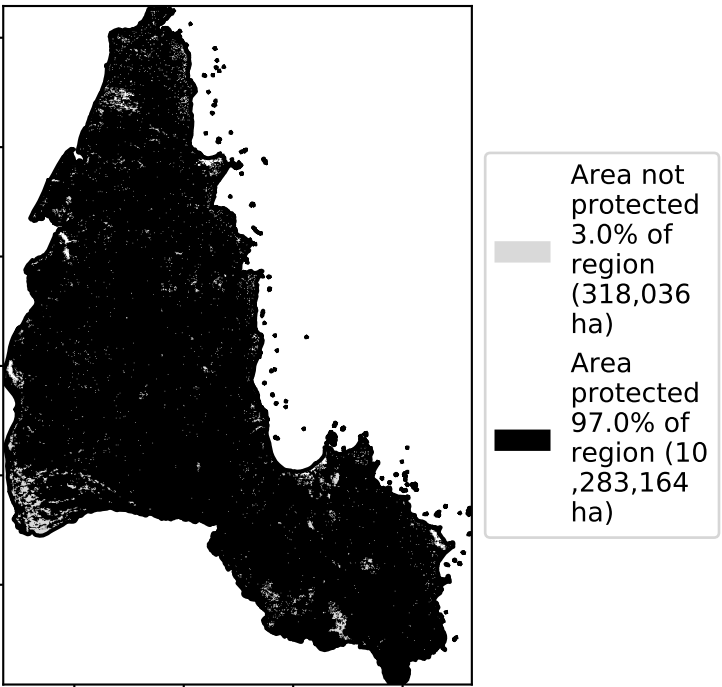 Area not
protected
3.0% of
region
(318,036
ha)
Area
protected
97.0% of
region (10
,283,164
ha)